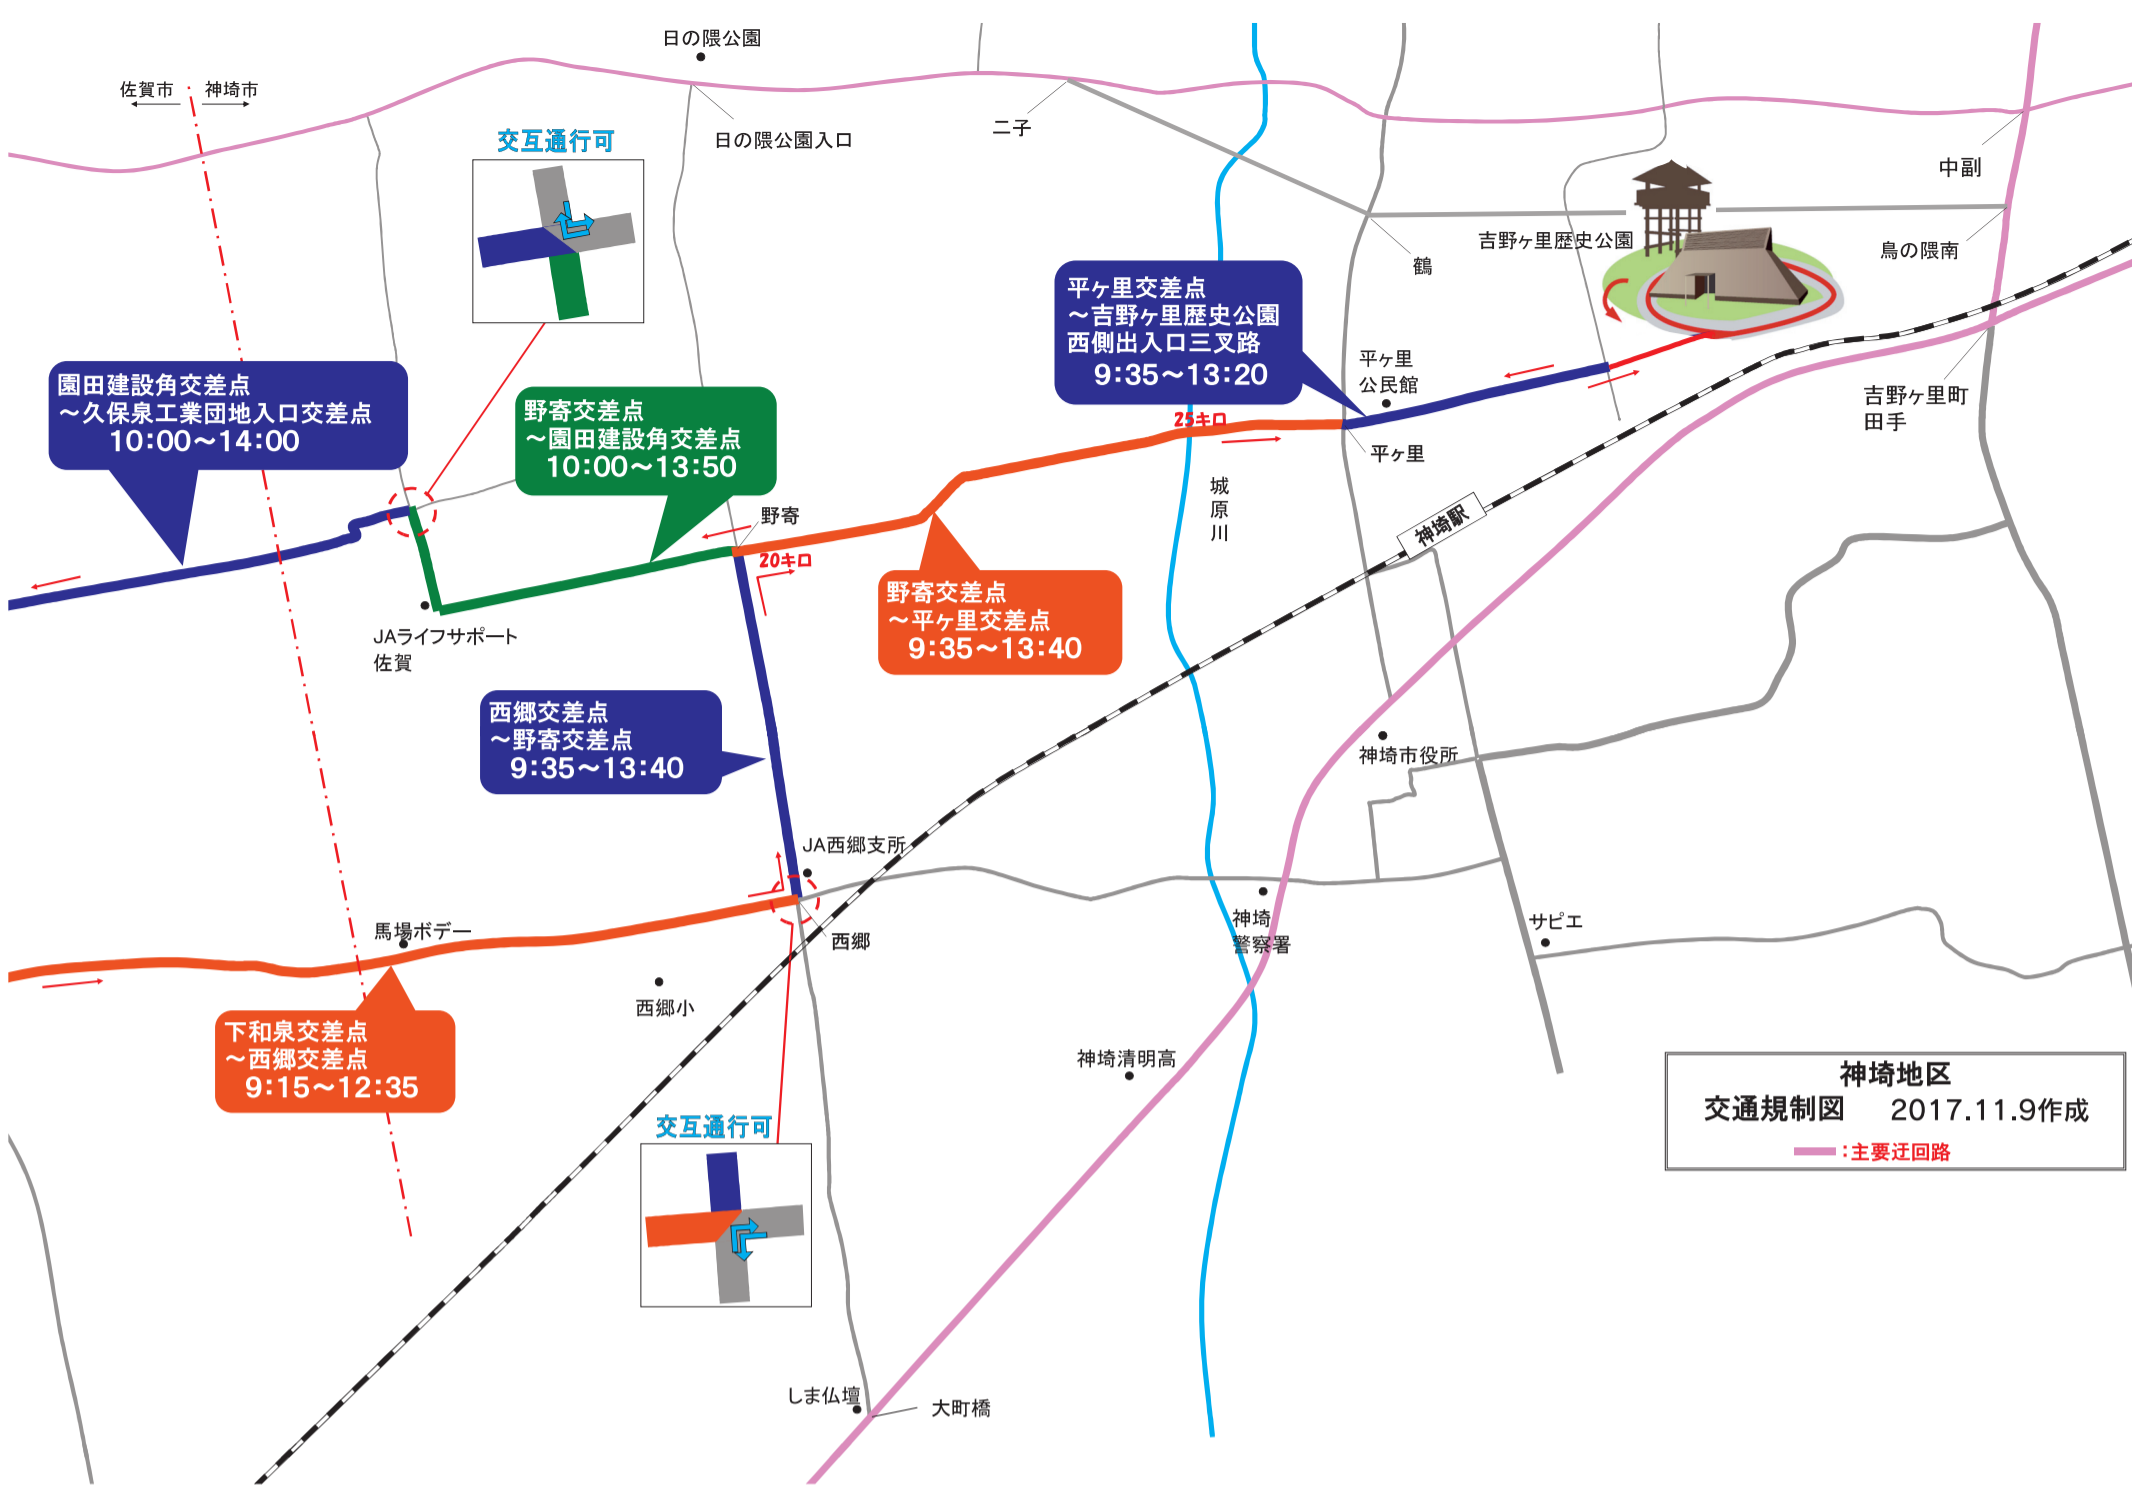 日の隈公園
佐賀市
神埼市
日の隈公園入口
二子
中副
交互通行可
吉野ヶ里歴史公園
鶴
鳥の隈南
平ヶ里交差点
～吉野ヶ里歴史公園
西側出入口三叉路
9:35～13:20
平ヶ里
公民館
吉野ヶ里町
田手
園田建設角交差点
～久保泉工業団地入口交差点
10:00～14:00
野寄交差点
～園田建設角交差点
10:00～13:50
25キロ
平ヶ里
城原川
神埼駅
野寄
20キロ
野寄交差点
～平ヶ里交差点
9:35～13:40
JAライフサポート
佐賀
西郷交差点
～野寄交差点
9:35～13:40
神埼市役所
JA西郷支所
馬場ボデー
西郷
神埼
警察署
サピエ
西郷小
下和泉交差点
～西郷交差点
9:15～12:35
神埼清明高
交互通行可
神埼地区
交通規制図 2017.11.9作成
:主要迂回路
しま仏壇
大町橋